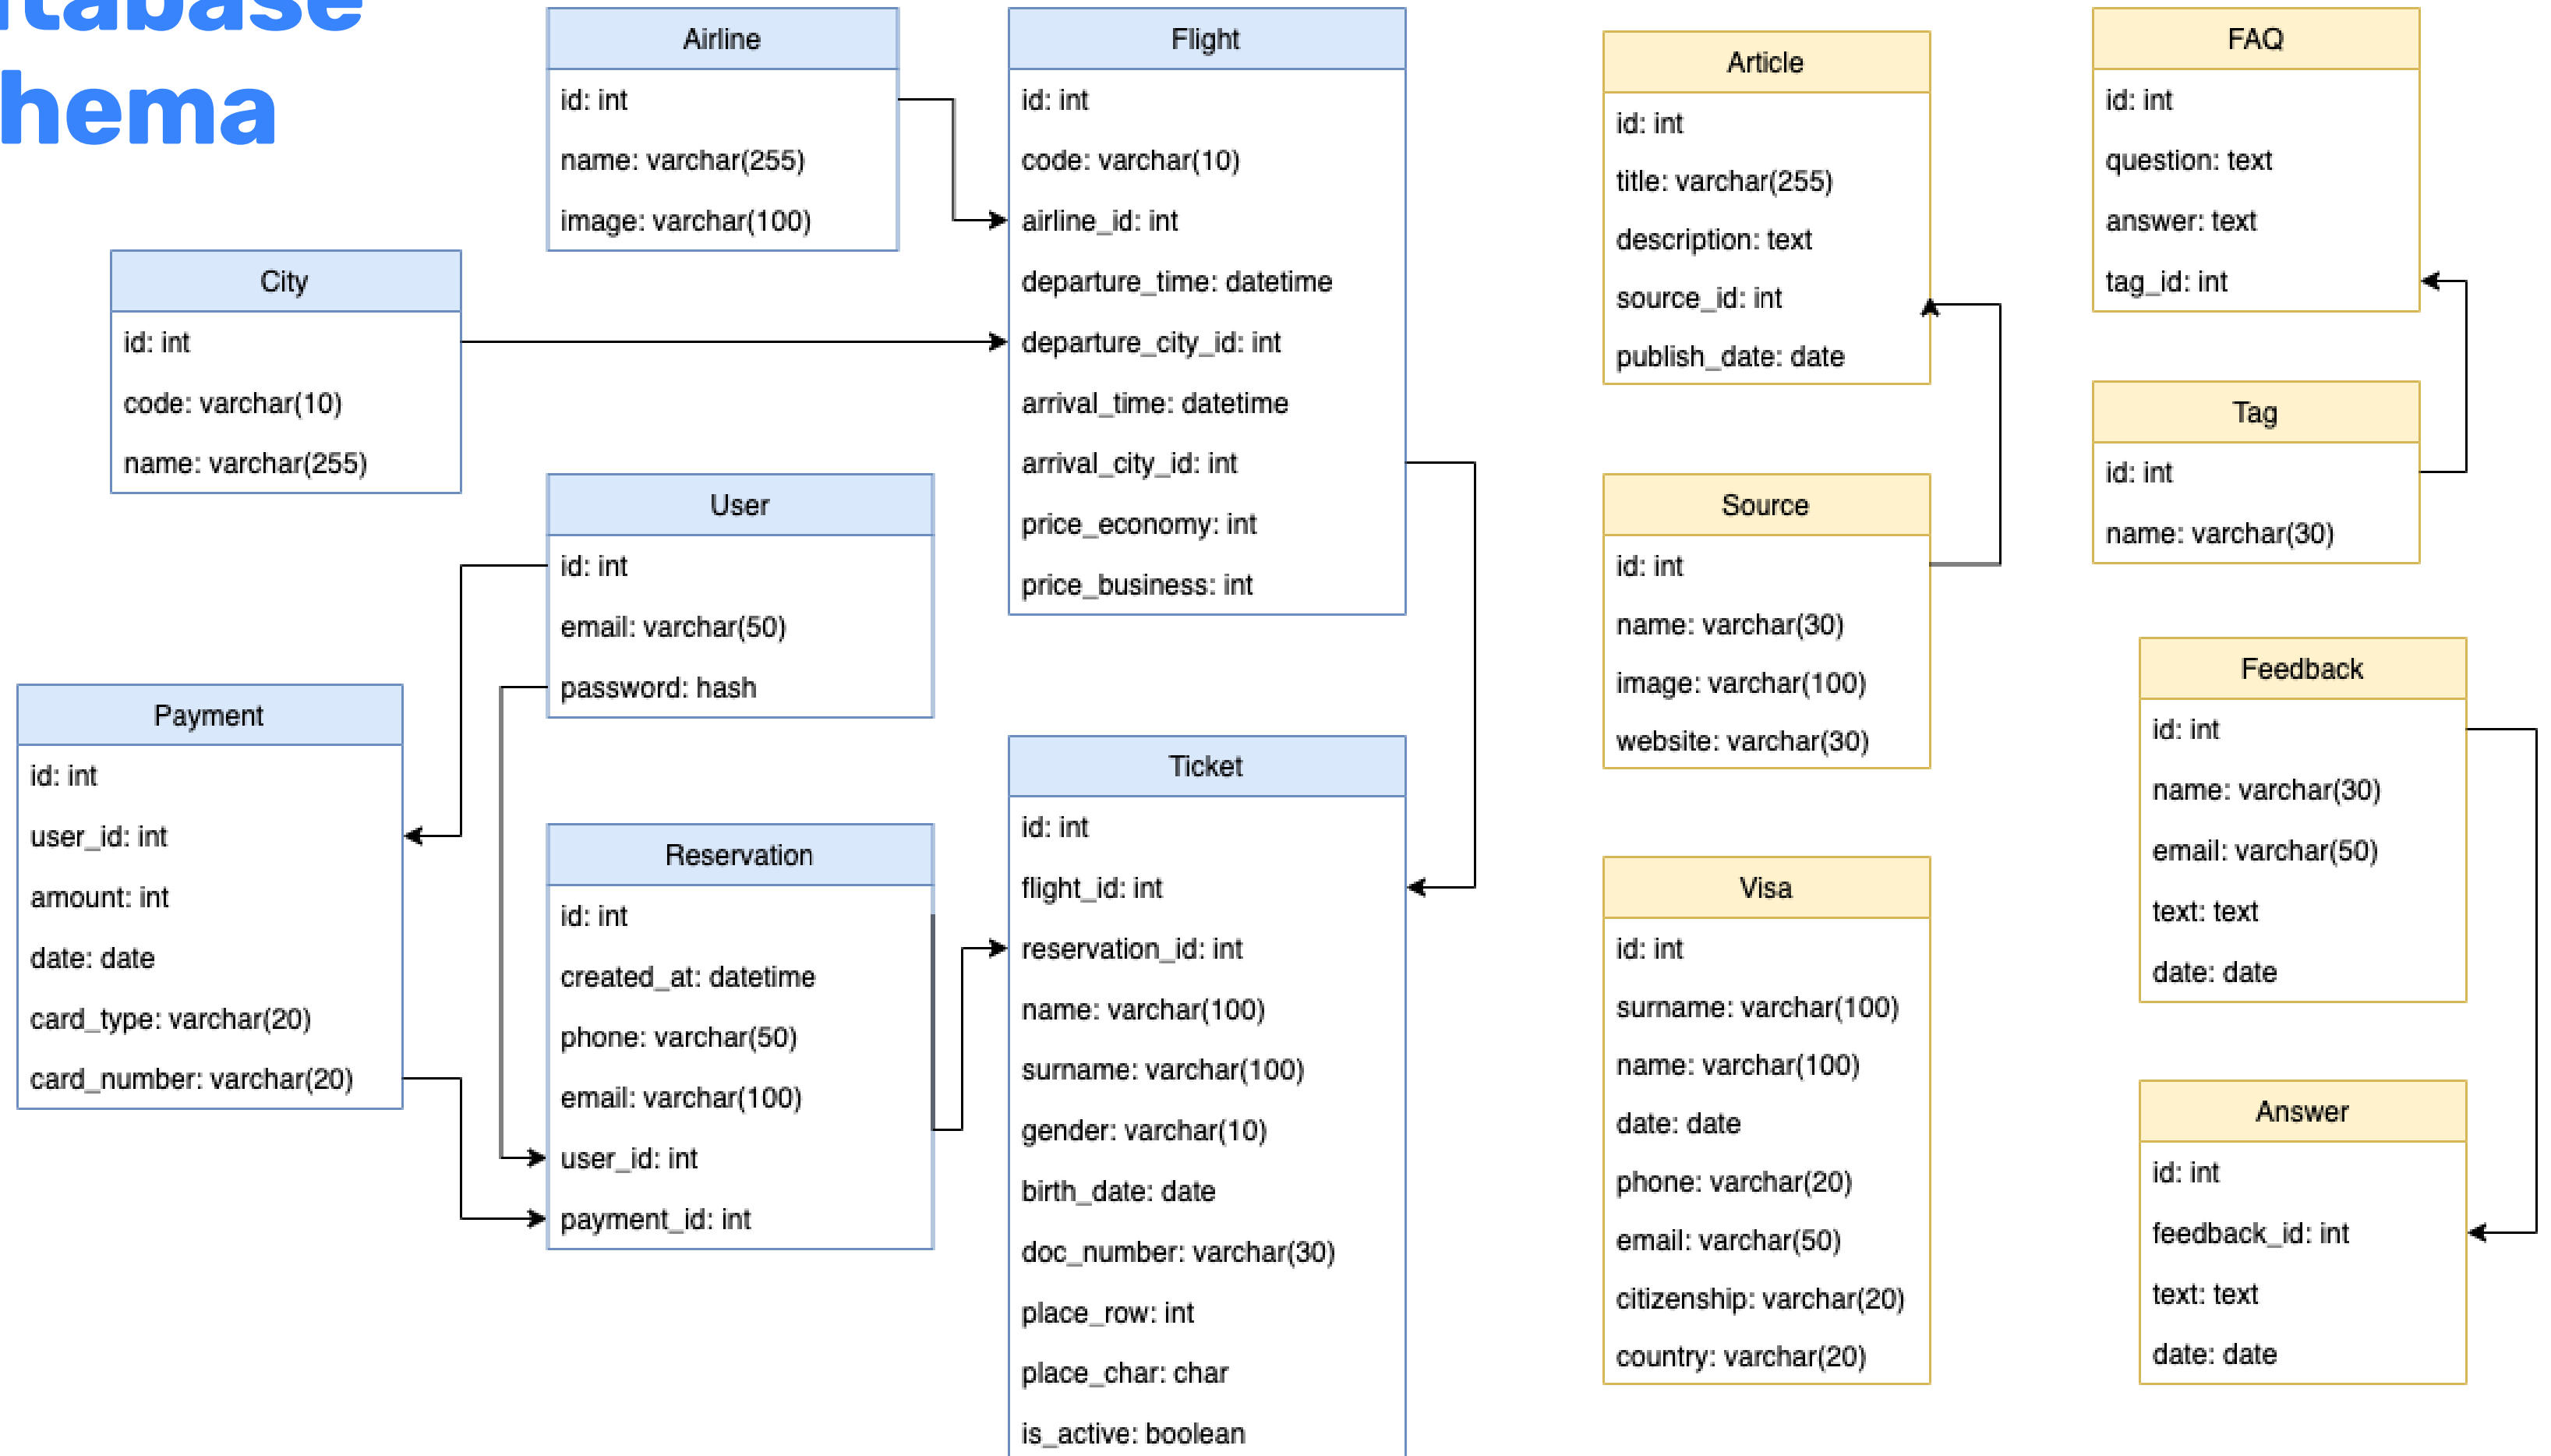 tabase
hema
Airline
id: int
name: varchar(255)
image: varchar(100)
Flight
id: int
code: varchar(10)
airline_id: int
departure_time: datetime
departure_city_id: int
arrival_time: datetime
arrival_city_id: int
price_economy: int
price_business: int
City
id: int
code: varchar(10)
name: varchar(255)
User
id: int
email: varchar(50)
password: hash
Payment
id: int
user_id: int
amount: int
date: date
card_type: varchar(20)
card_number: varchar(20)
Reservation
id: int
created_at: datetime
phone: varchar(50)
email: varchar(100)
user_id: int
payment_id: int
Ticket
id: int
flight_id: int
reservation_id: int
name: varchar(100)
surname: varchar(100)
gender: varchar(10)
birth_date: date
doc_number: varchar(30)
place_row: int
place_char: char
is_active: boolean
Article
id: int
title: varchar(255)
description: text
source_id: int
publish_date: date
Source
id: int
name: varchar(30)
image: varchar(100)
website: varchar(30)
Visa
id: int
surname: varchar(100)
name: varchar(100)
date: date
phone: varchar(20)
email: varchar(50)
citizenship: varchar(20)
country: varchar(20)
FAQ
id: int
question: text
answer: text
tag_id: int
Tag
id: int
name: varchar(30)
Feedback
id: int
name: varchar(30)
email: varchar(50)
text: text
date: date
Answer
id: int
feedback_id: int
text: text
date: date